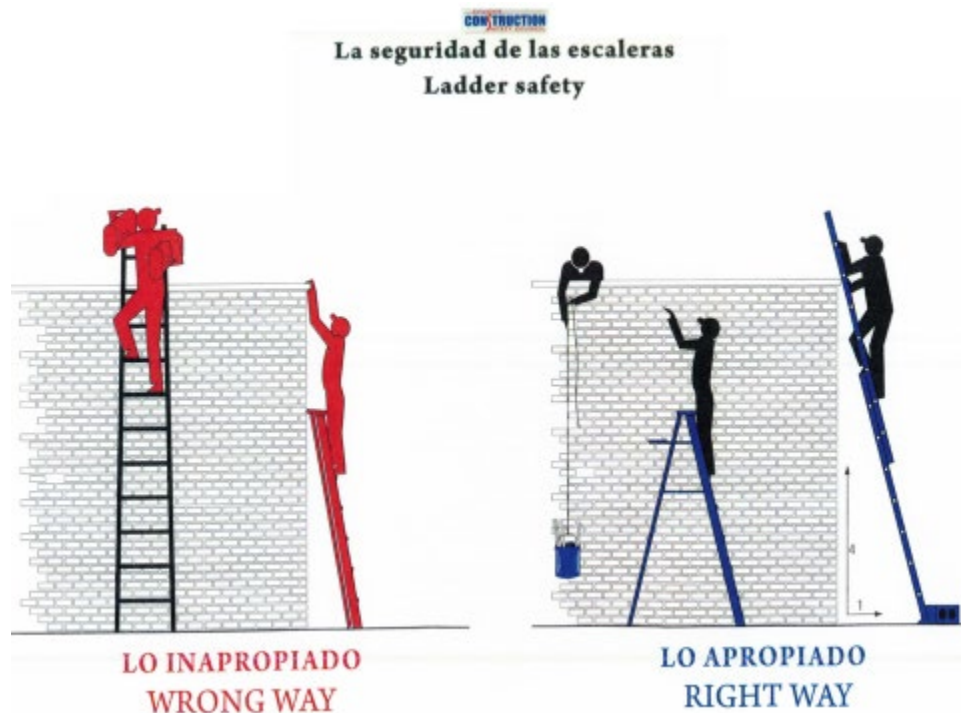 CONSTRUCTION
La seguridad de las escaleras
Ladder safety
4
1
LO INAPROPIADO
WRONG WAY
LO APROPIADO
RIGHT WAY